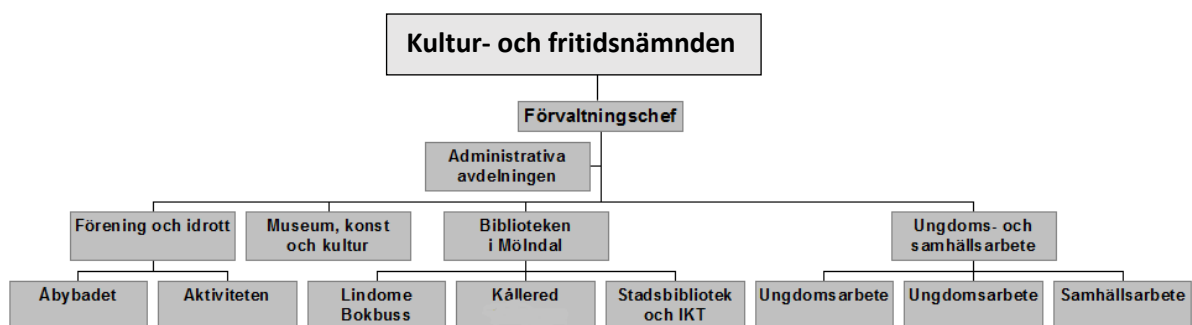 Kultur- och fritidsnämnden
Förvaltningschef
Administrativa
avdelningen
Förening och idrott
Museum, konst
och kultur
Biblioteken
i Mölndal
Ungdoms- och
samhällsarbete
Åbybadet
Aktiviteten
Lindome
Bokbuss
Kållered
Stadsbibliotek
och IKT
Ungdomsarbete
Ungdomsarbete
Samhällsarbete